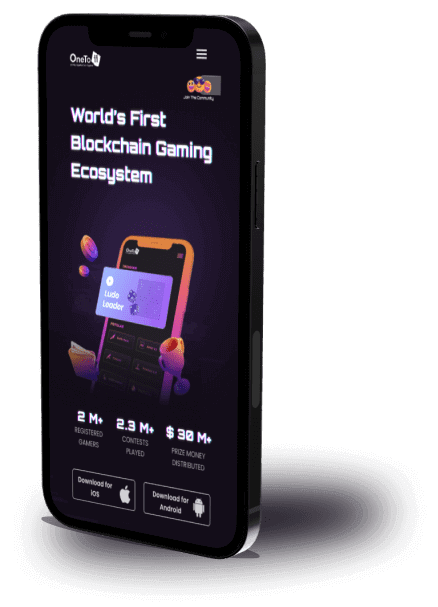 OneTo11
Join The Community
World's First
Blockchain Gaming
Ecosystem
Ludo
Leader
2 M+
REGISTERED
GAMERS
2.3 M+
CONTESTS
PLAYED
$ 30 M+
PRIZE MONEY
DISTRIBUTED
Download for
iOS
Download for
Android